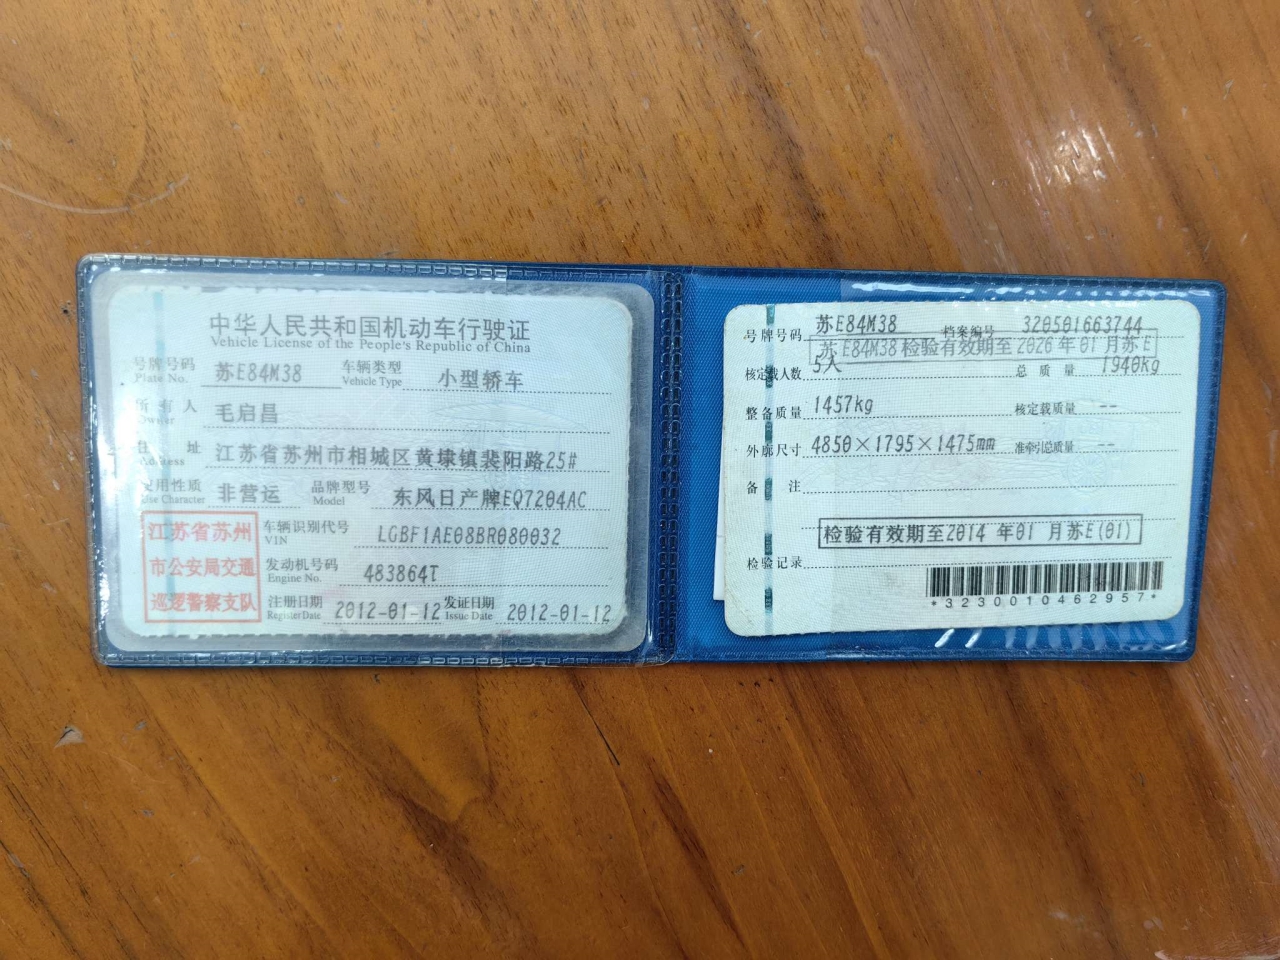 中华人民共和国机动车行驶证
Vehicle License of the People's Republic of China
号牌号码 苏E84M38 车辆类型 小型轿车
Plate No. Vehicle Type
所有人 毛启昌
Owner
住址 江苏省苏州市相城区黄埭镇裴阳路25#
Address
使用性质 非营运 品牌型号 东风日产牌EQ7204AC
Use Character Model
江苏省苏州
市公安局交通
巡逻警察支队
车辆识别代号 LGBF1AE08BR080032
VIN
发动机号码 483864T
Engine No.
注册日期 2012-01-12 发证日期 2012-01-12
Register Date Issue Date
号牌号码 苏E84M38 档案编号 320501663744
苏E84M38检验有效期至2026年01月苏E
核定载人数 5人 总质量 1940kg
整备质量 1457kg 核定载质量 --
外廓尺寸 4850×1795×1475mm 准牵引总质量 --
备注
检验有效期至2014年01月苏E(01)
检验记录
*3230010462957*